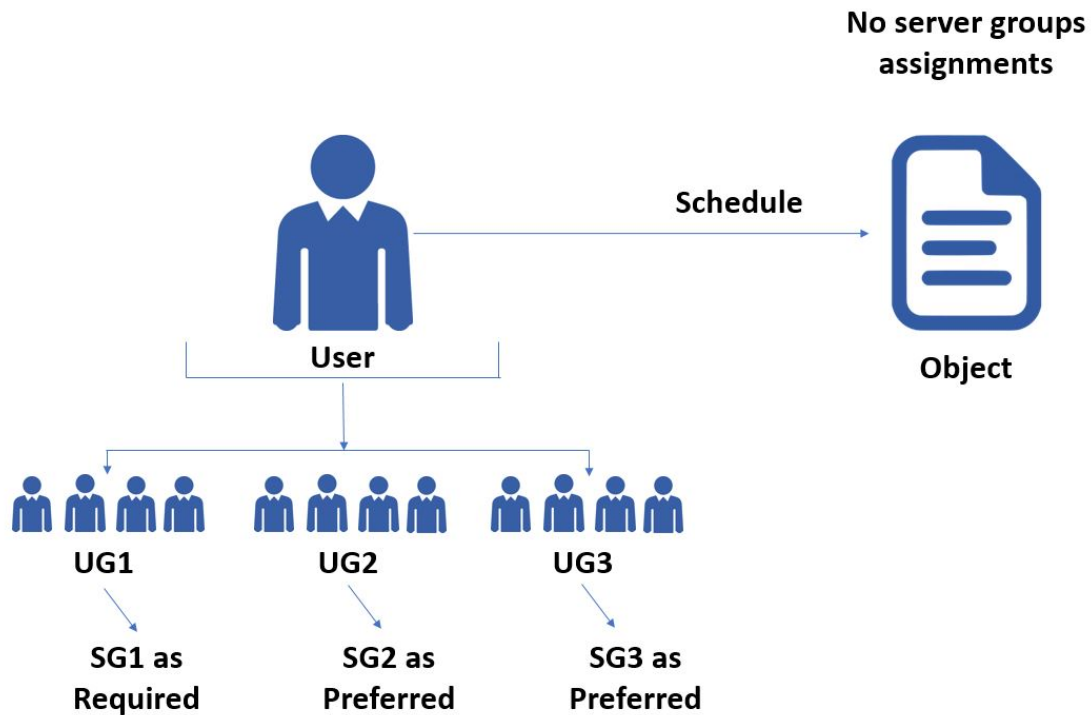 No server groups
assignments
Schedule
User
Object
UG1
UG2
UG3
SG1 as
Required
SG2 as
Preferred
SG3 as
Preferred